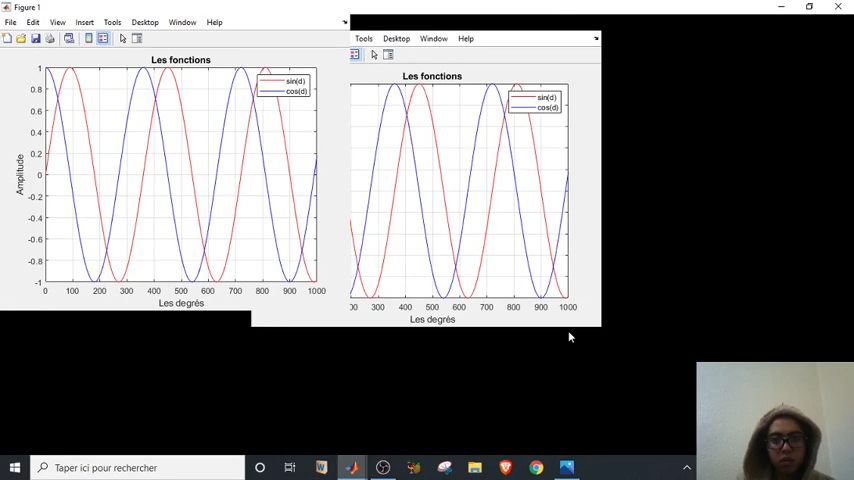 Figure 1
File Edit View Insert Tools Desktop Window Help
Les fonctions
sin(d)
cos(d)
1
0.8
0.6
0.4
0.2
0
-0.2
-0.4
-0.6
-0.8
-1
Amplitude
0 100 200 300 400 500 600 700 800 900 1000
Les degrés
Tools Desktop Window Help
Les fonctions
sin(d)
cos(d)
300 400 500 600 700 800 900 1000
Les degrés
Taper ici pour rechercher